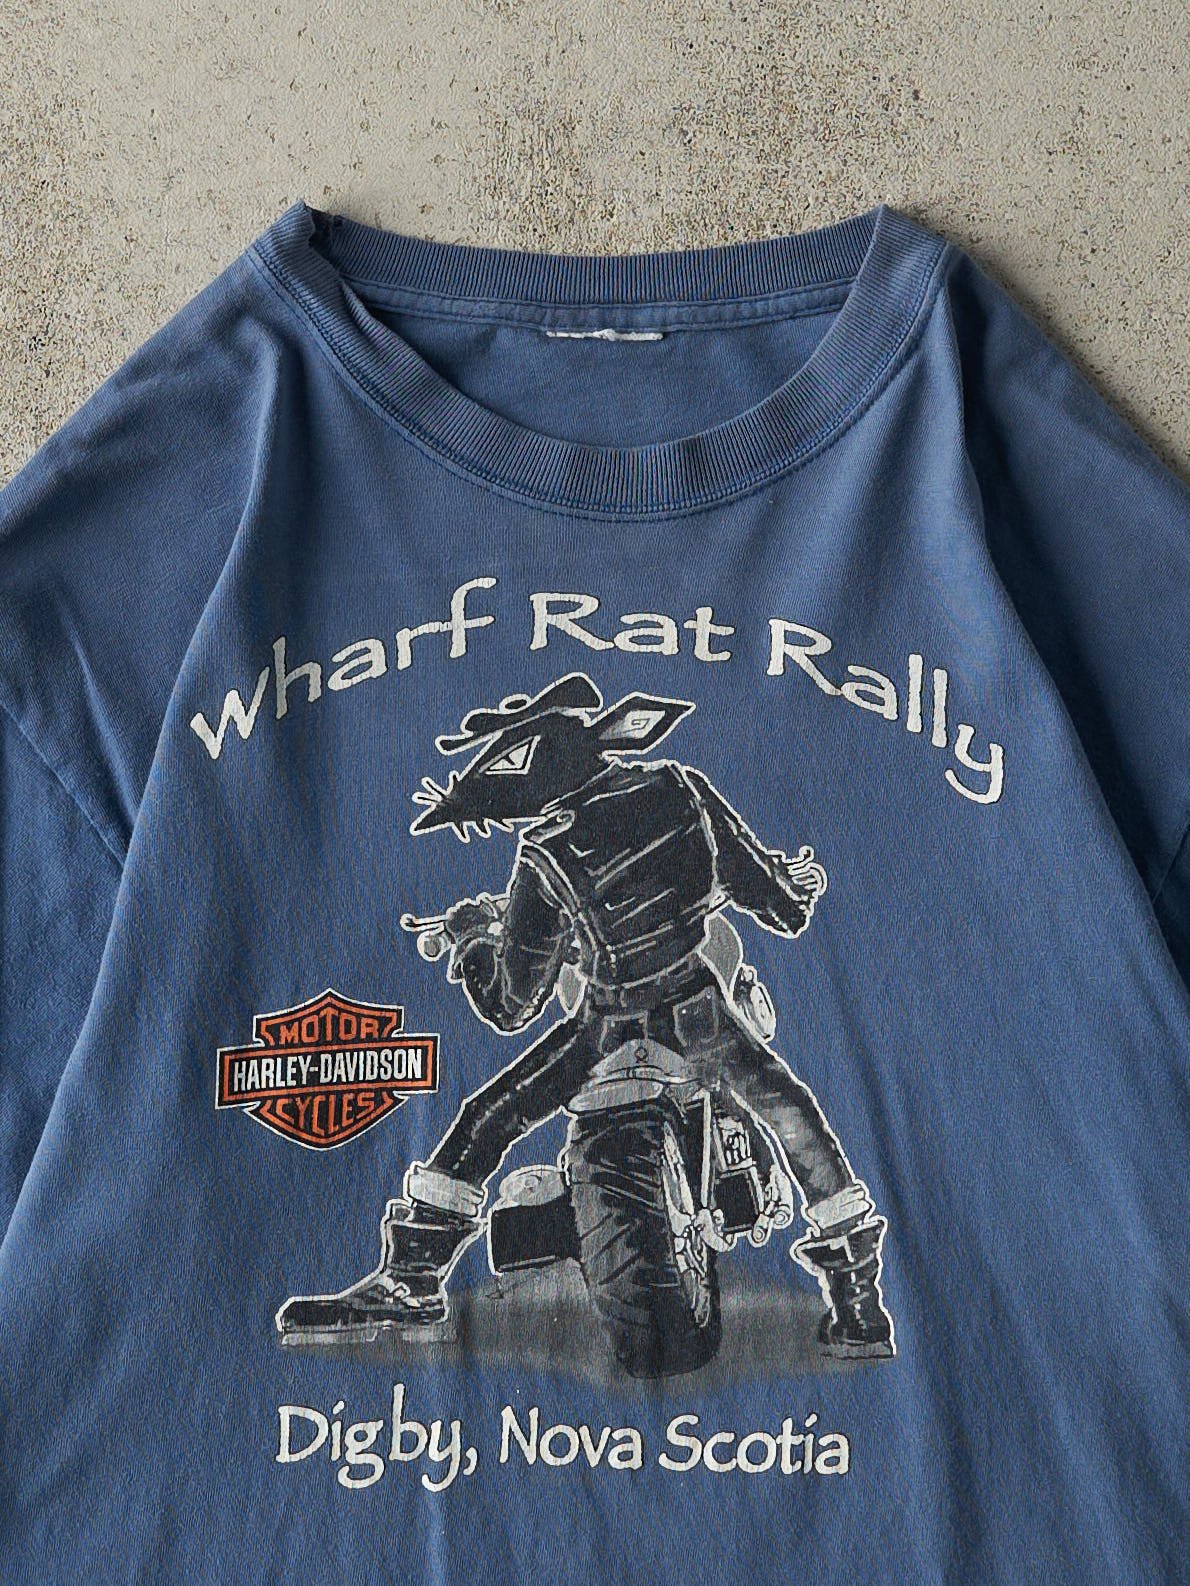 Wharf Rat Rally
MOTOR
HARLEY-DAVIDSON
CYCLES
Digby, Nova Scotia